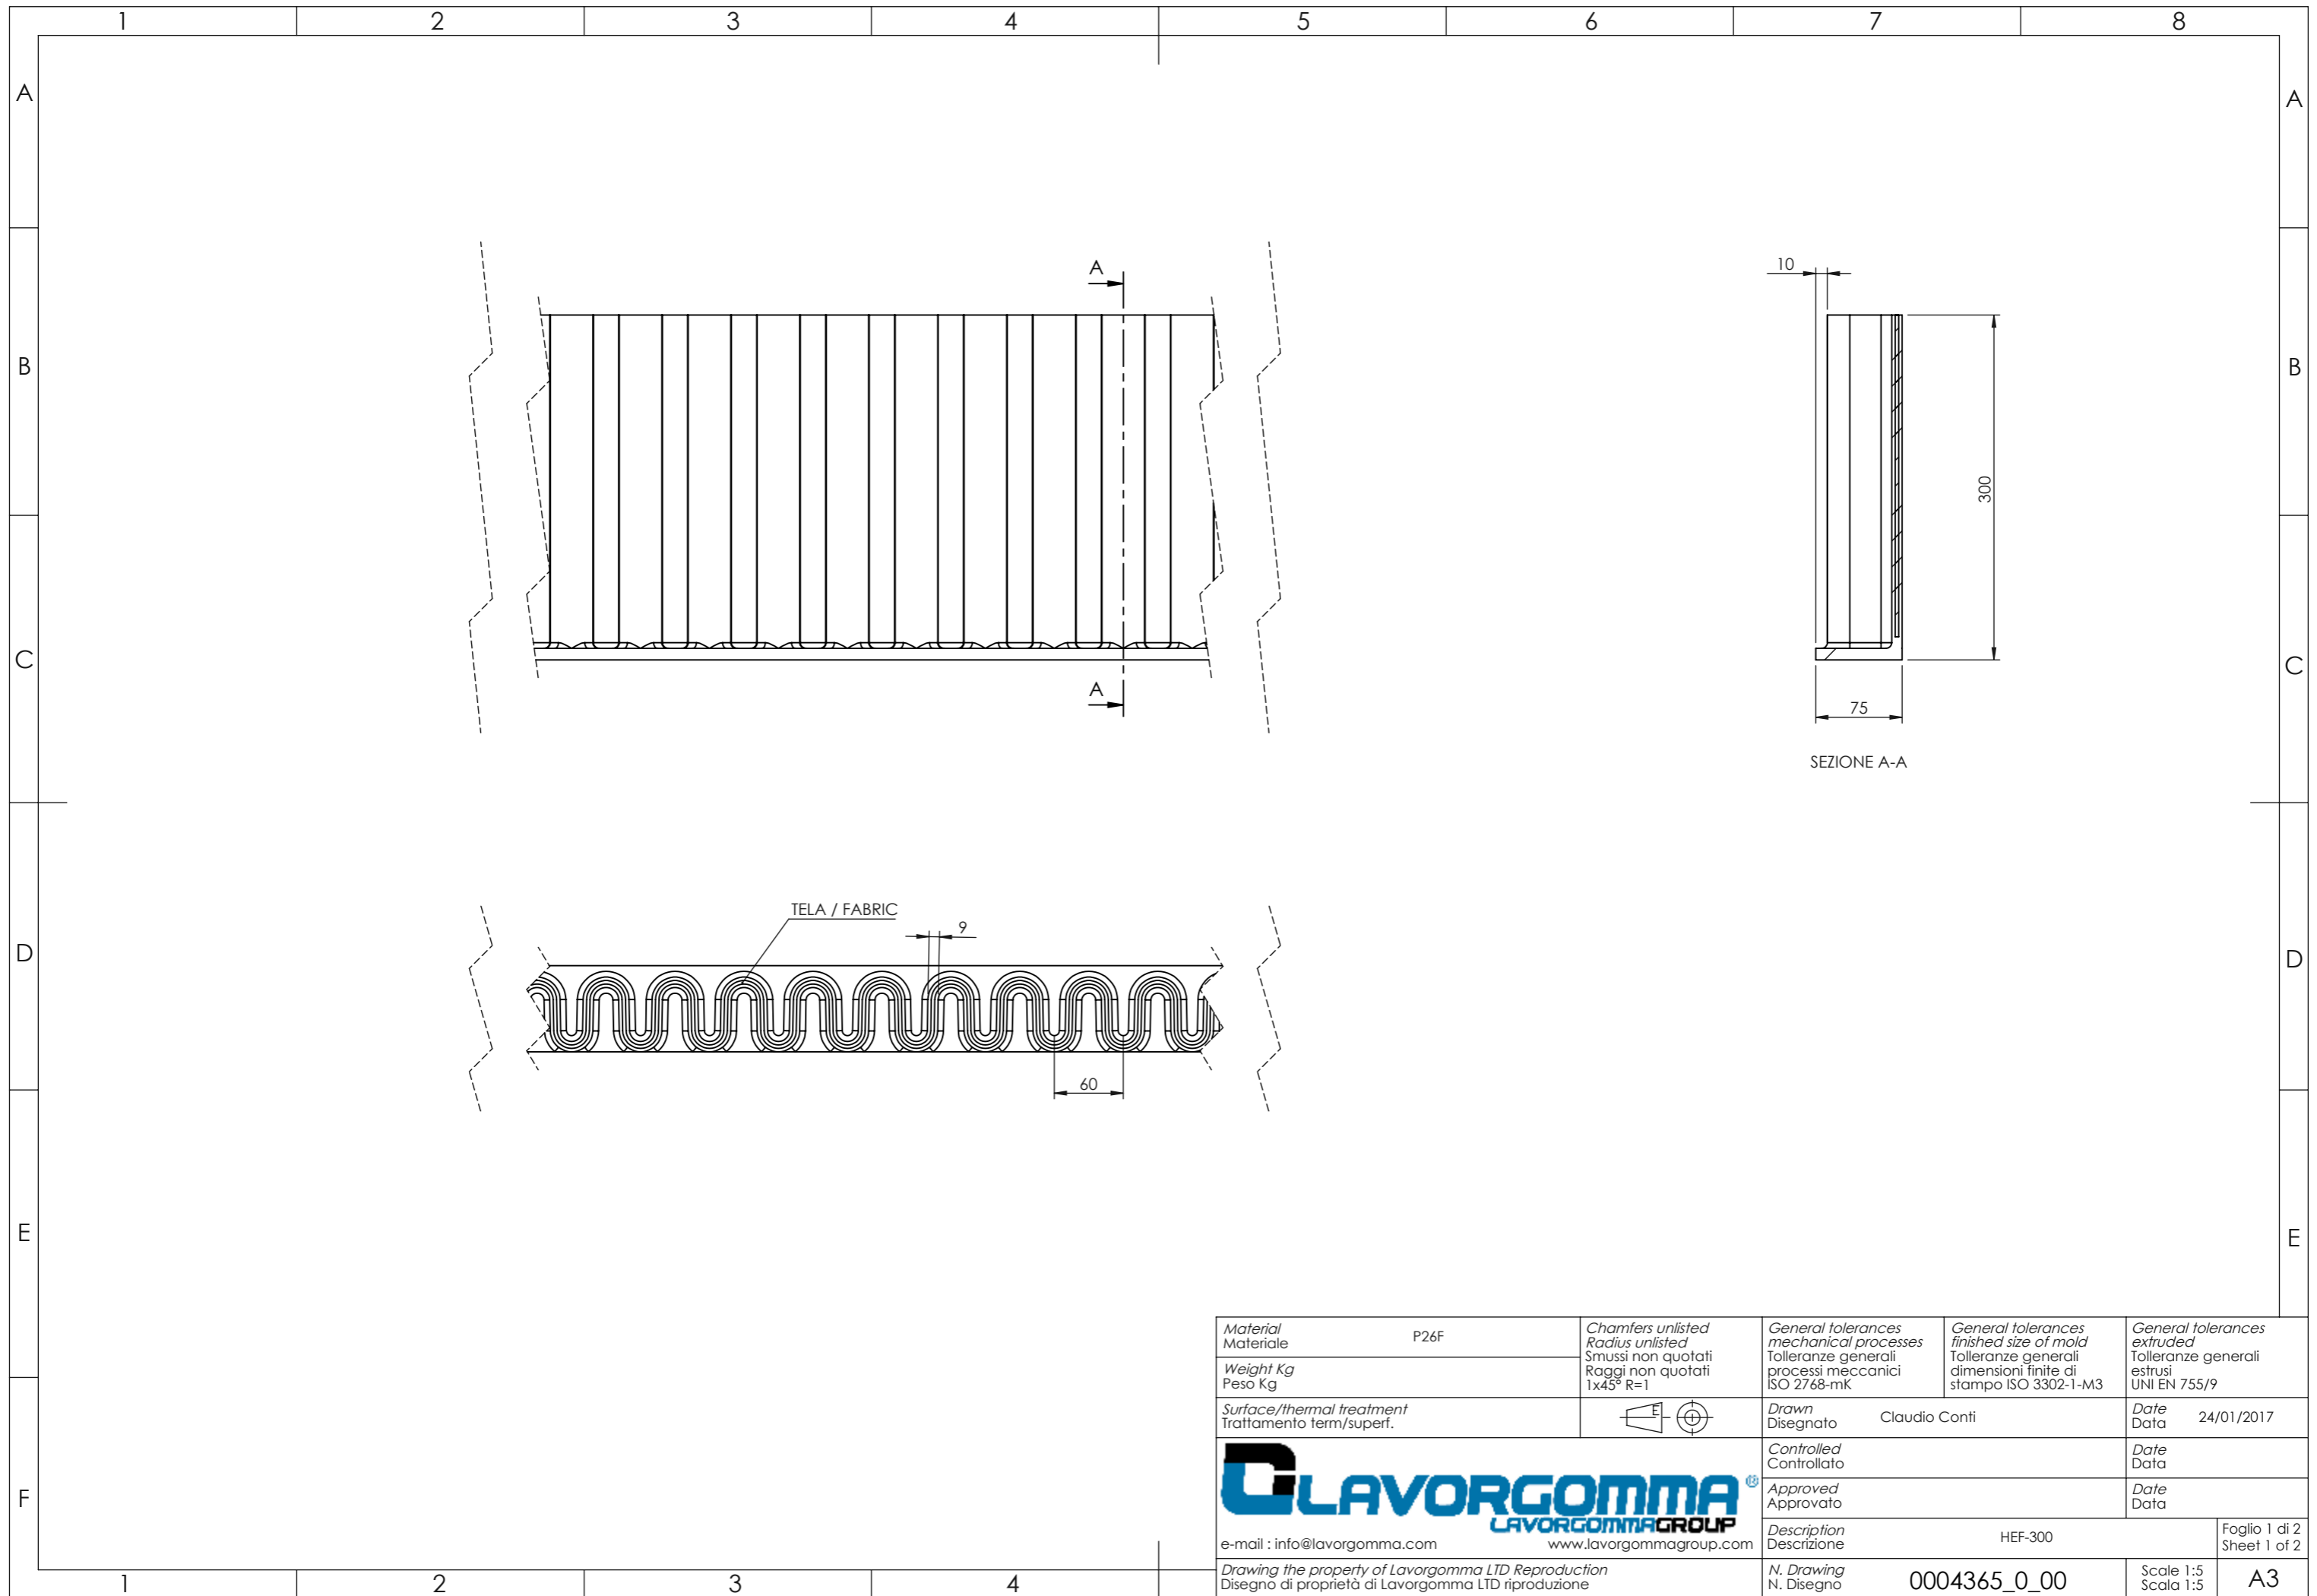 1 2 3 4 5 6 7 8
A A
B B
C C
D D
E E
F
1 2 3 4
A
A
10
300
75
SEZIONE A-A
TELA / FABRIC
9
60
Material
Materiale
P26F
Weight Kg
Peso Kg
Surface/thermal treatment
Trattamento term/superf.
Chamfers unlisted
Radius unlisted
Smussi non quotati
Raggi non quotati
1x45° R=1
E
General tolerances
mechanical processes
Tolleranze generali
processi meccanici
ISO 2768-mK
General tolerances
finished size of mold
Tolleranze generali
dimensioni finite di
stampo ISO 3302-1-M3
General tolerances
extruded
Tolleranze generali
estrusi
UNI EN 755/9
Drawn
Disegnato
Claudio Conti
Date
Data
24/01/2017
Controlled
Controllato
Date
Data
Approved
Approvato
Date
Data
LAVORGOMMA®
LAVORGOMMAGROUP
e-mail : info@lavorgomma.com
www.lavorgommagroup.com
Description
Descrizione
HEF-300
Foglio 1 di 2
Sheet 1 of 2
Drawing the property of Lavorgomma LTD Reproduction
Disegno di proprietà di Lavorgomma LTD riproduzione
N. Drawing
N. Disegno
0004365_0_00
Scale 1:5
Scala 1:5
A3